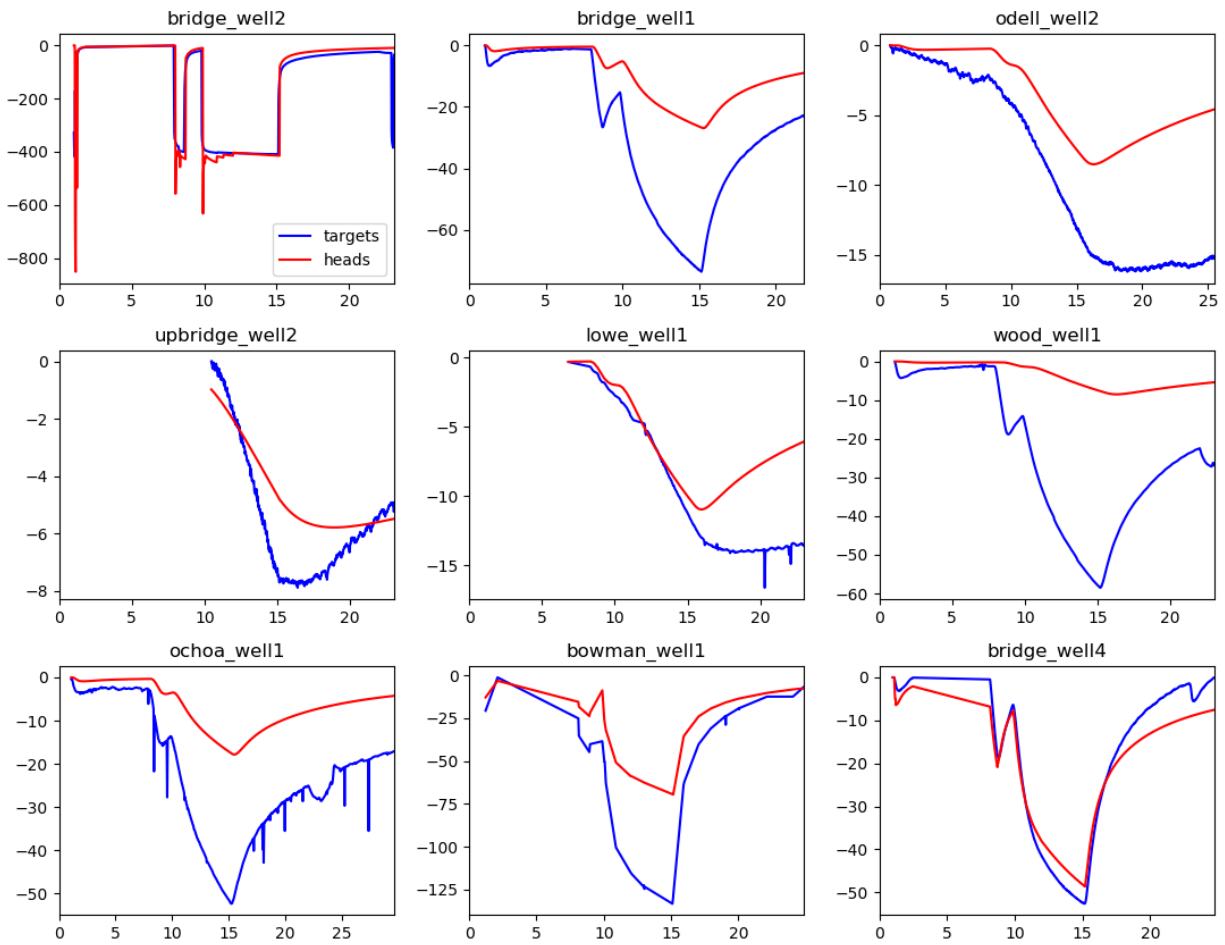 bridge_well2
bridge_well1
odell_well2
0
−200
−400
−600
−800
targets
heads
0 5 10 15 20
0
−20
−40
−60
0 5 10 15 20
0
−5
−10
−15
0 5 10 15 20 25
upbridge_well2
lowe_well1
wood_well1
0
−2
−4
−6
−8
0 5 10 15 20
0
−5
−10
−15
0 5 10 15 20
0
−10
−20
−30
−40
−50
−60
0 5 10 15 20
ochoa_well1
bowman_well1
bridge_well4
0
−10
−20
−30
−40
−50
0 5 10 15 20 25
0
−25
−50
−75
−100
−125
0 5 10 15 20
0
−10
−20
−30
−40
−50
0 5 10 15 20